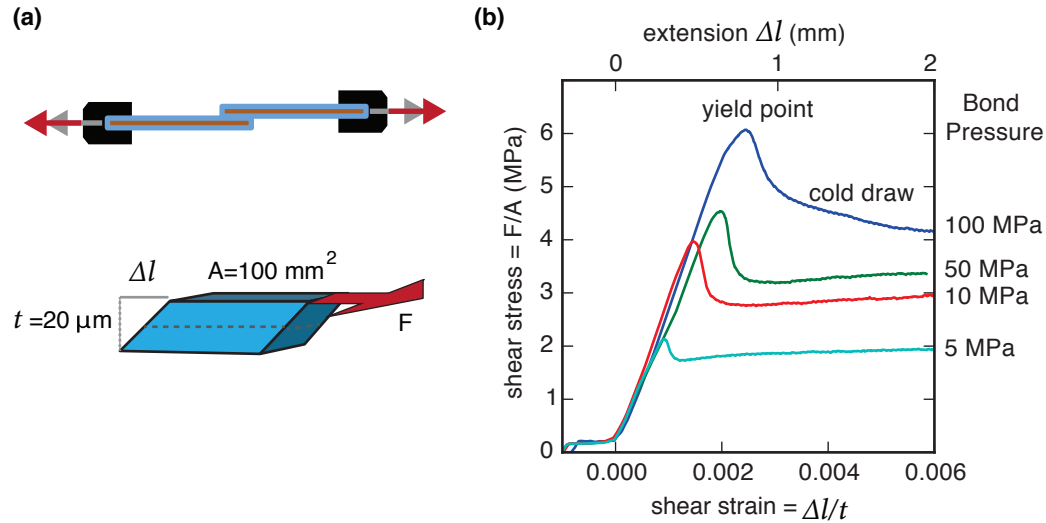 (a)
Δl
A=100 mm²
t =20 μm
F
(b)
extension Δl (mm)
0 1 2
yield point
Bond
Pressure
cold draw
100 MPa
50 MPa
10 MPa
5 MPa
shear stress = F/A (MPa)
6
5
4
3
2
1
0
0.000 0.002 0.004 0.006
shear strain = Δl/t